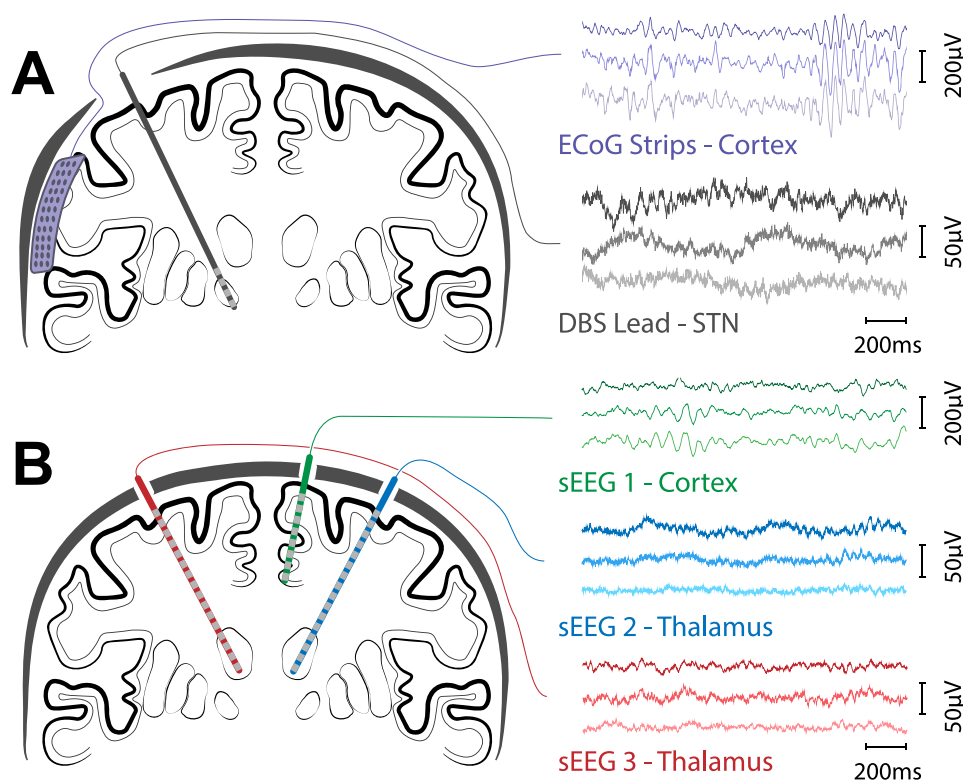 A
200µV
ECoG Strips - Cortex
50µV
DBS Lead - STN
200ms
B
200µV
sEEG 1 - Cortex
50µV
sEEG 2 - Thalamus
50µV
sEEG 3 - Thalamus
200ms